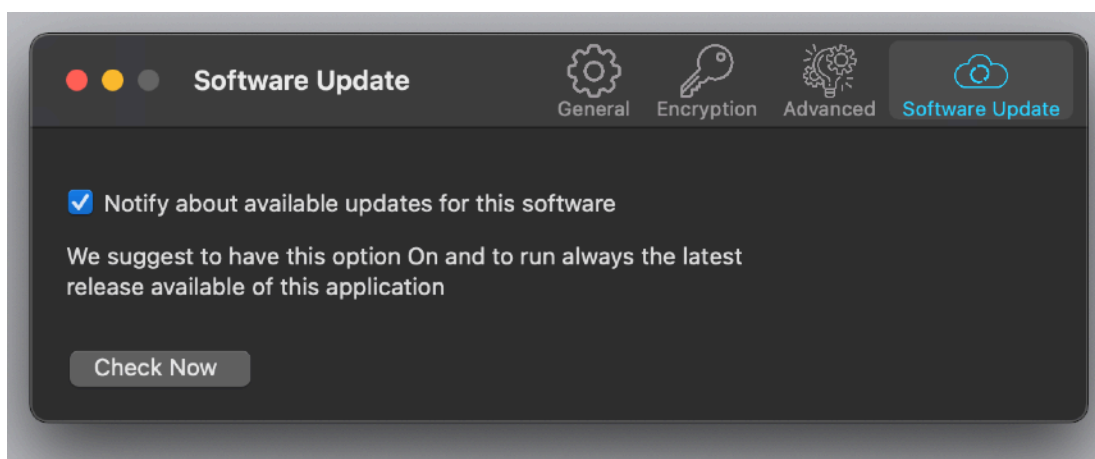 Software Update
General
Encryption
Advanced
Software Update
Notify about available updates for this software
We suggest to have this option On and to run always the latest
release available of this application
Check Now